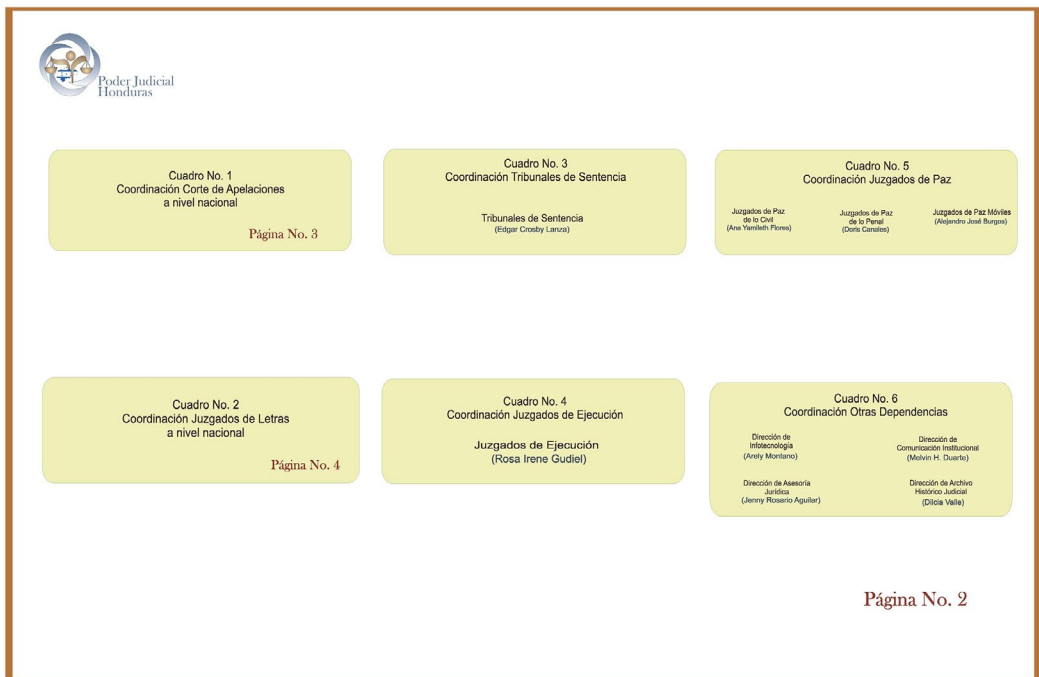 Poder Judicial
Honduras
Cuadro No. 1
Coordinación Corte de Apelaciones
a nivel nacional
Página No. 3
Cuadro No. 3
Coordinación Tribunales de Sentencia
Tribunales de Sentencia
(Edgar Crosby Lanza)
Cuadro No. 5
Coordinación Juzgados de Paz
Juzgados de Paz
de lo Civil
(Ana Yamileth Flores)
Juzgados de Paz
de lo Penal
(Doris Canales)
Juzgados de Paz Móviles
(Alejandro José Burgos)
Cuadro No. 2
Coordinación Juzgados de Letras
a nivel nacional
Página No. 4
Cuadro No. 4
Coordinación Juzgados de Ejecución
Juzgados de Ejecución
(Rosa Irene Gudiel)
Cuadro No. 6
Coordinación Otras Dependencias
Dirección de
Infotecnología
(Arely Montano)
Dirección de
Comunicación Institucional
(Melvin H. Duarte)
Dirección de Asesoría
Jurídica
(Jenny Rosario Aguilar)
Dirección de Archivo
Histórico Judicial
(Dilcia Valle)
Página No. 2